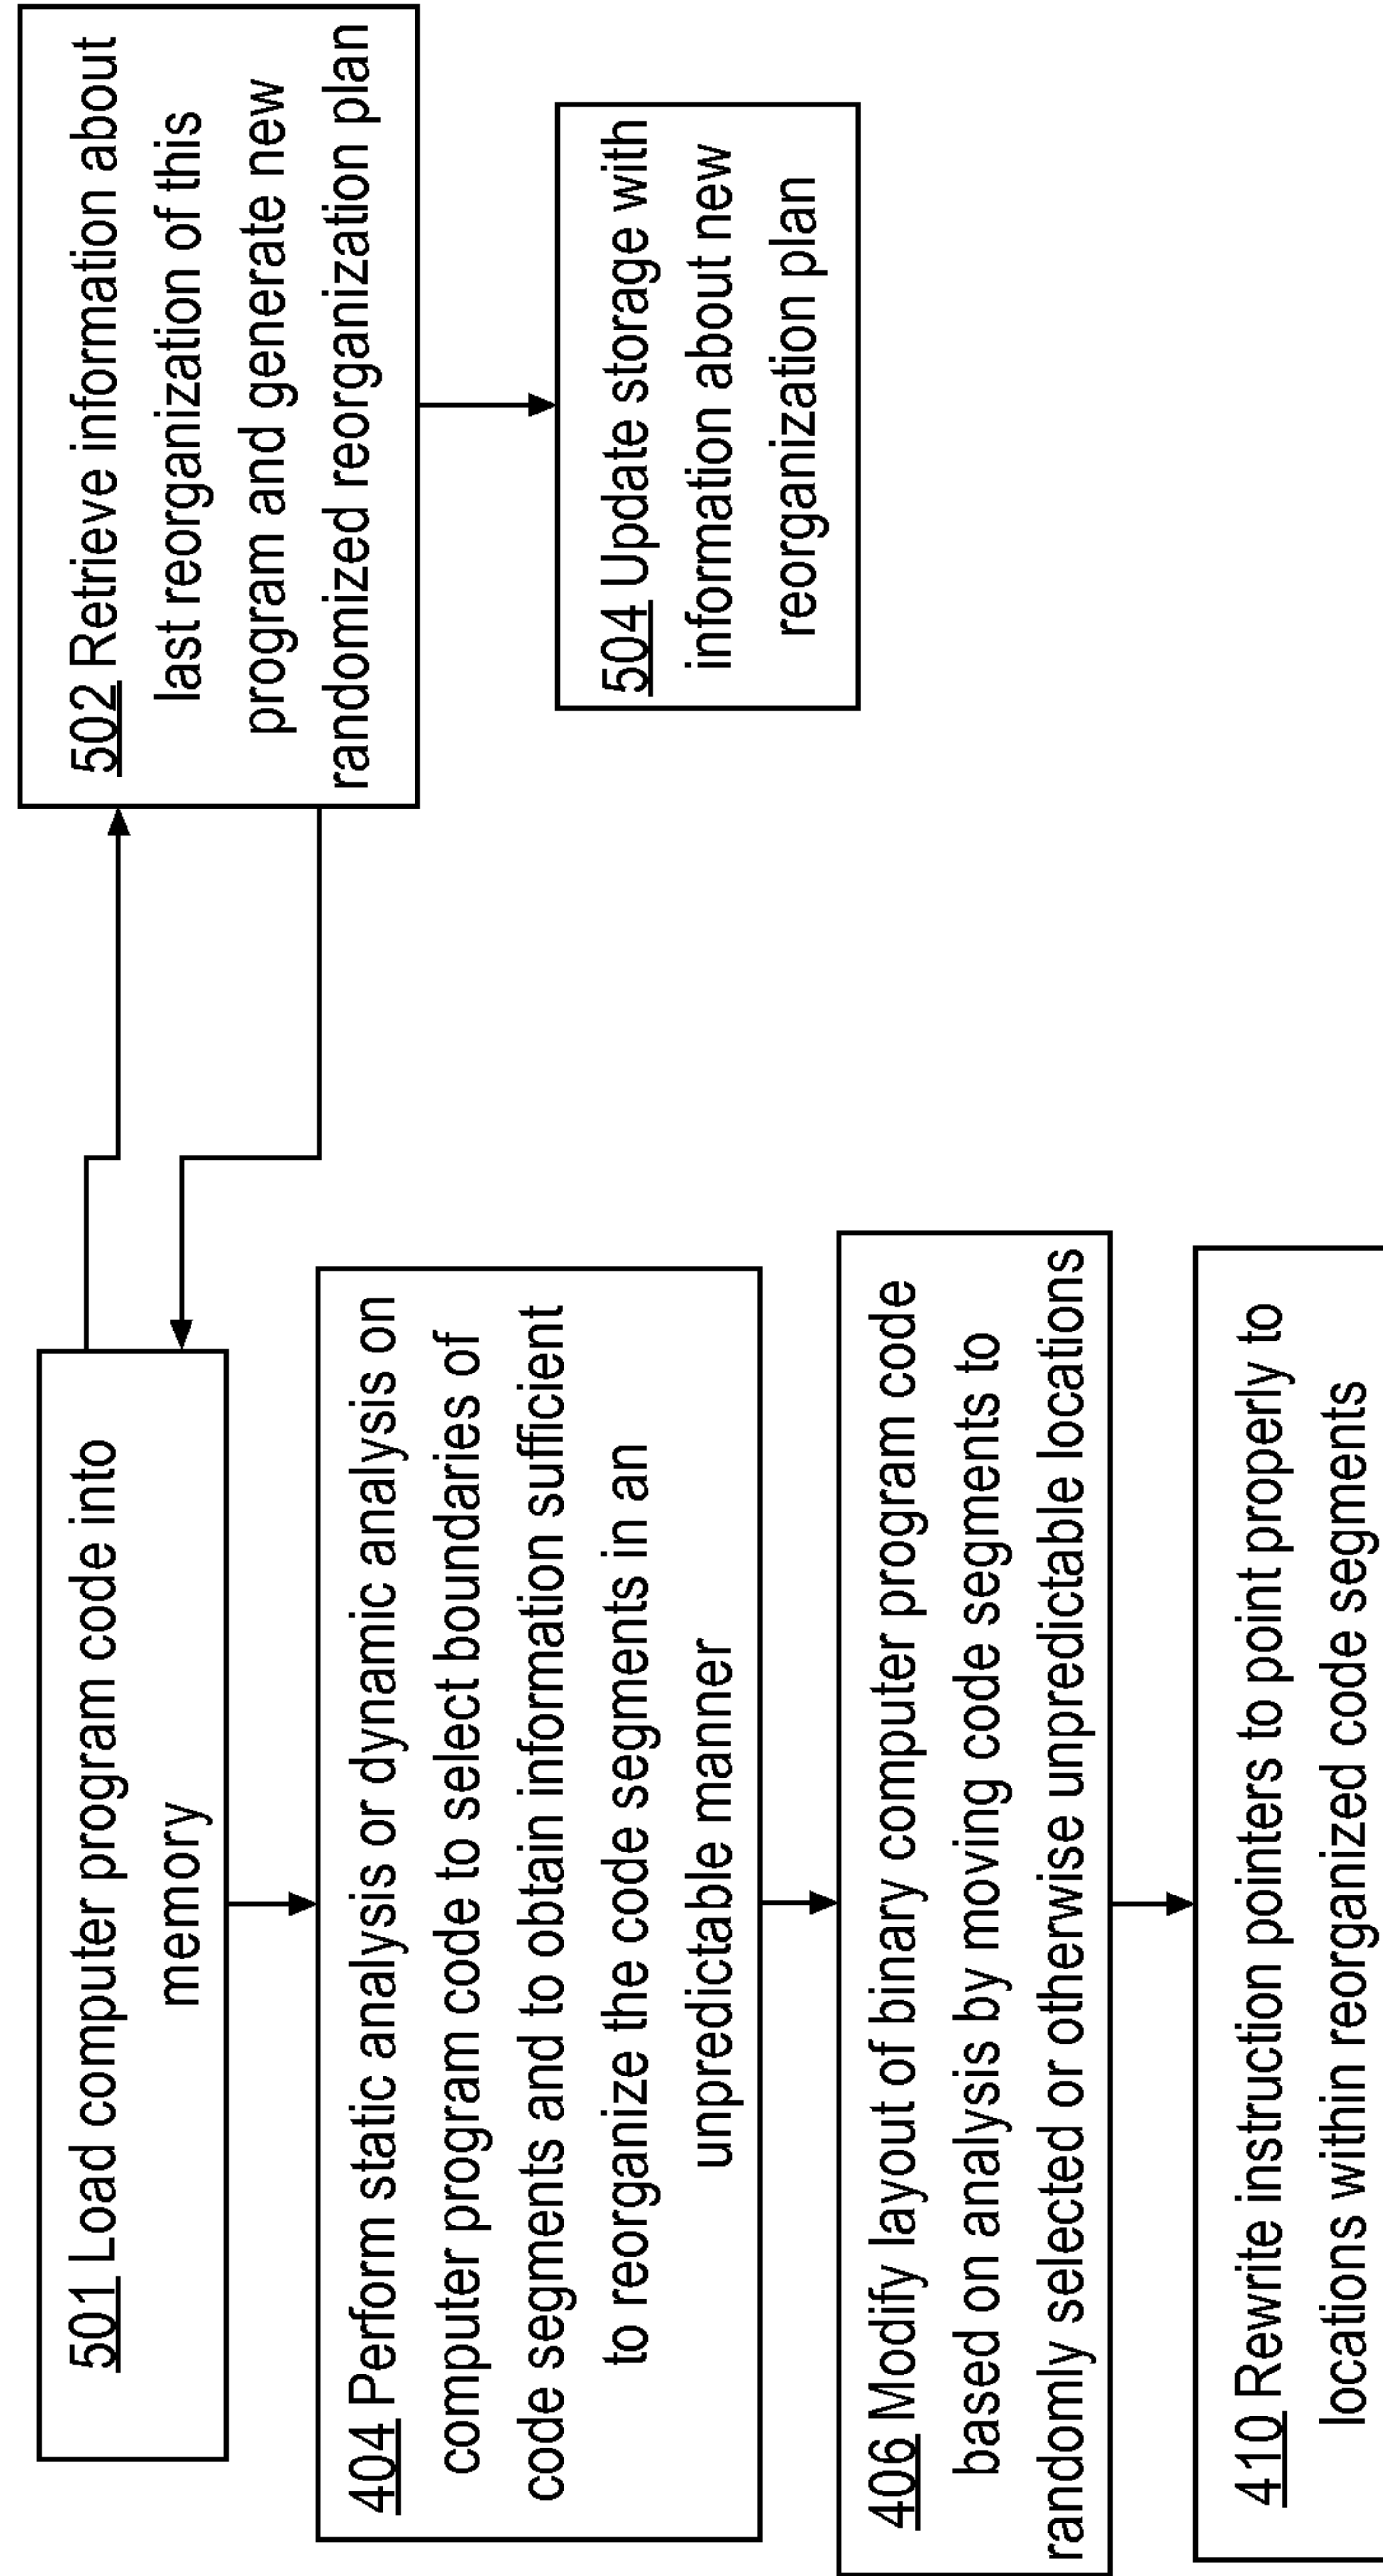 501 Load computer program code into
memory
502 Retrieve information about
last reorganization of this
program and generate new
randomized reorganization plan
504 Update storage with
information about new
reorganization plan
404 Perform static analysis or dynamic analysis on
computer program code to select boundaries of
code segments and to obtain information sufficient
to reorganize the code segments in an
unpredictable manner
406 Modify layout of binary computer program code
based on analysis by moving code segments to
randomly selected or otherwise unpredictable locations
410 Rewrite instruction pointers to point properly to
locations within reorganized code segments